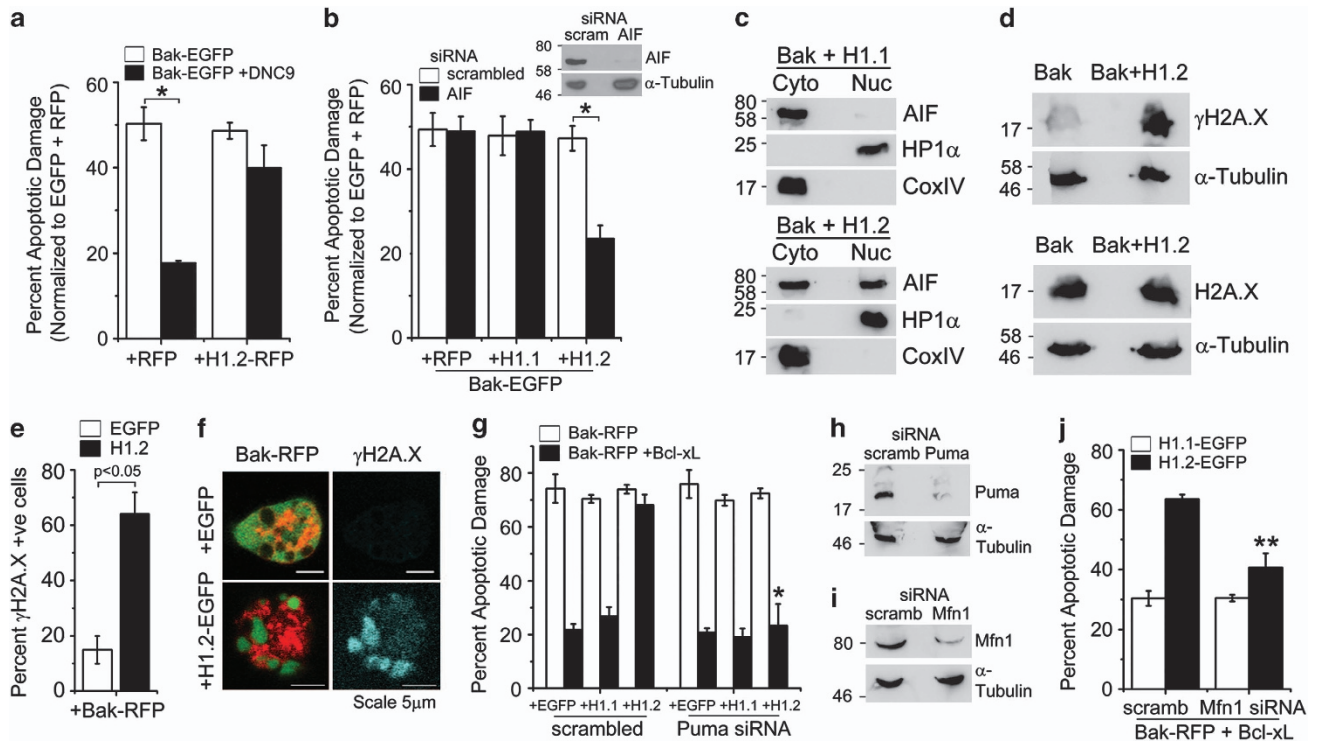 a
Bak-EGFP
Bak-EGFP +DNC9
Percent Apoptotic Damage
(Normalized to EGFP + RFP)
60
40
20
0
*
+RFP
+H1.2-RFP
b
siRNA
scrambled
AIF
siRNA
scram AIF
80
58
46
AIF
α-Tubulin
Percent Apoptotic Damage
(Normalized to EGFP + RFP)
60
40
20
0
*
+RFP
+H1.1
+H1.2
Bak-EGFP
c
Bak + H1.1
Cyto Nuc
80
58
AIF
25
HP1α
17
CoxIV
Bak + H1.2
Cyto Nuc
80
58
AIF
25
HP1α
17
CoxIV
d
Bak Bak+H1.2
17
γH2A.X
58
46
α-Tubulin
Bak Bak+H1.2
17
H2A.X
58
46
α-Tubulin
e
EGFP
H1.2
p<0.05
Percent γH2A.X +ve cells
80
60
40
20
0
+Bak-RFP
f
Bak-RFP γH2A.X
+EGFP
+H1.2-EGFP
Scale 5μm
g
Bak-RFP
Bak-RFP +Bcl-xL
Percent Apoptotic Damage
80
60
40
20
0
*
+EGFP +H1.1 +H1.2
scrambled
+EGFP +H1.1 +H1.2
Puma siRNA
h
siRNA
scramb Puma
25
17
Puma
46
α-
Tubulin
i
siRNA
scramb Mfn1
80
Mfn1
46
α-
Tubulin
j
H1.1-EGFP
H1.2-EGFP
Percent Apoptotic Damage
80
60
40
20
0
**
scramb Mfn1 siRNA
Bak-RFP + Bcl-xL